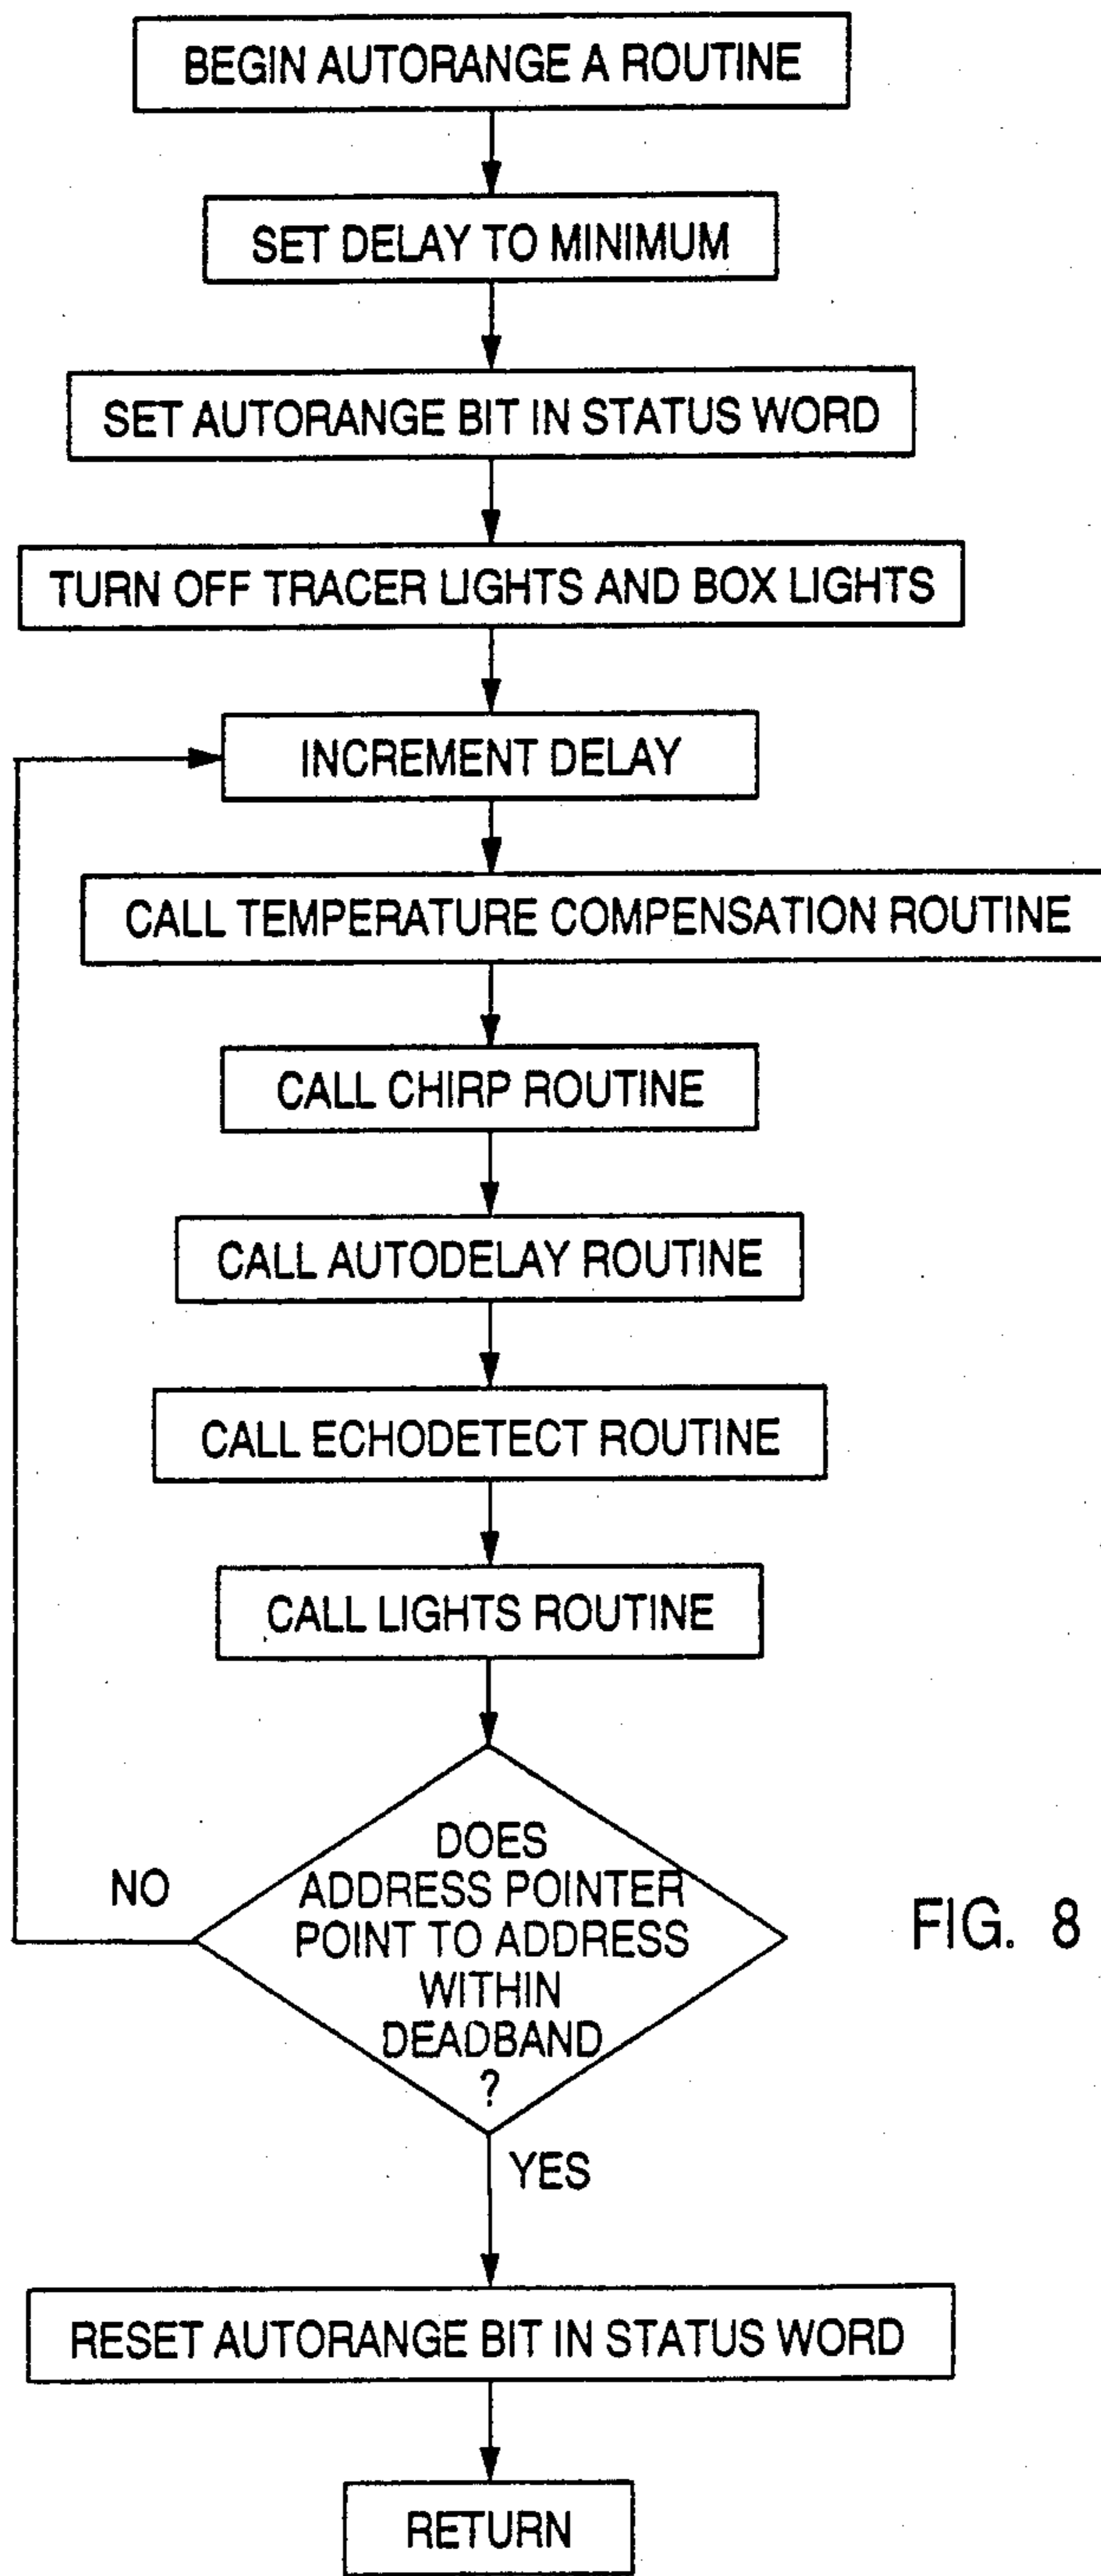 BEGIN AUTORANGE A ROUTINE
SET DELAY TO MINIMUM
SET AUTORANGE BIT IN STATUS WORD
TURN OFF TRACER LIGHTS AND BOX LIGHTS
INCREMENT DELAY
CALL TEMPERATURE COMPENSATION ROUTINE
CALL CHIRP ROUTINE
CALL AUTODELAY ROUTINE
CALL ECHODETECT ROUTINE
CALL LIGHTS ROUTINE
DOES
ADDRESS POINTER
POINT TO ADDRESS
WITHIN
DEADBAND
?
NO
YES
FIG. 8
RESET AUTORANGE BIT IN STATUS WORD
RETURN